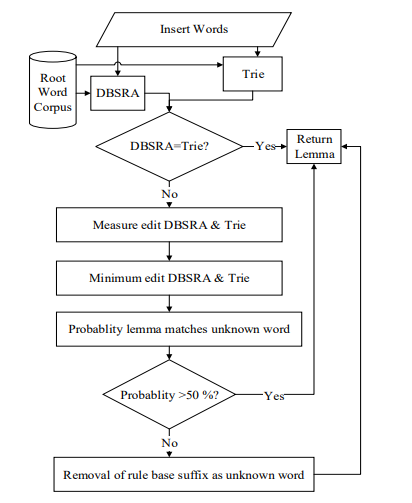 Insert Words
Root
Word
Corpus
DBSRA
Trie
DBSRA=Trie?
Yes
Return
Lemma
No
Measure edit DBSRA & Trie
Minimum edit DBSRA & Trie
Probablity lemma matches unknown word
Probablity >50 %?
Yes
No
Removal of rule base suffix as unknown word